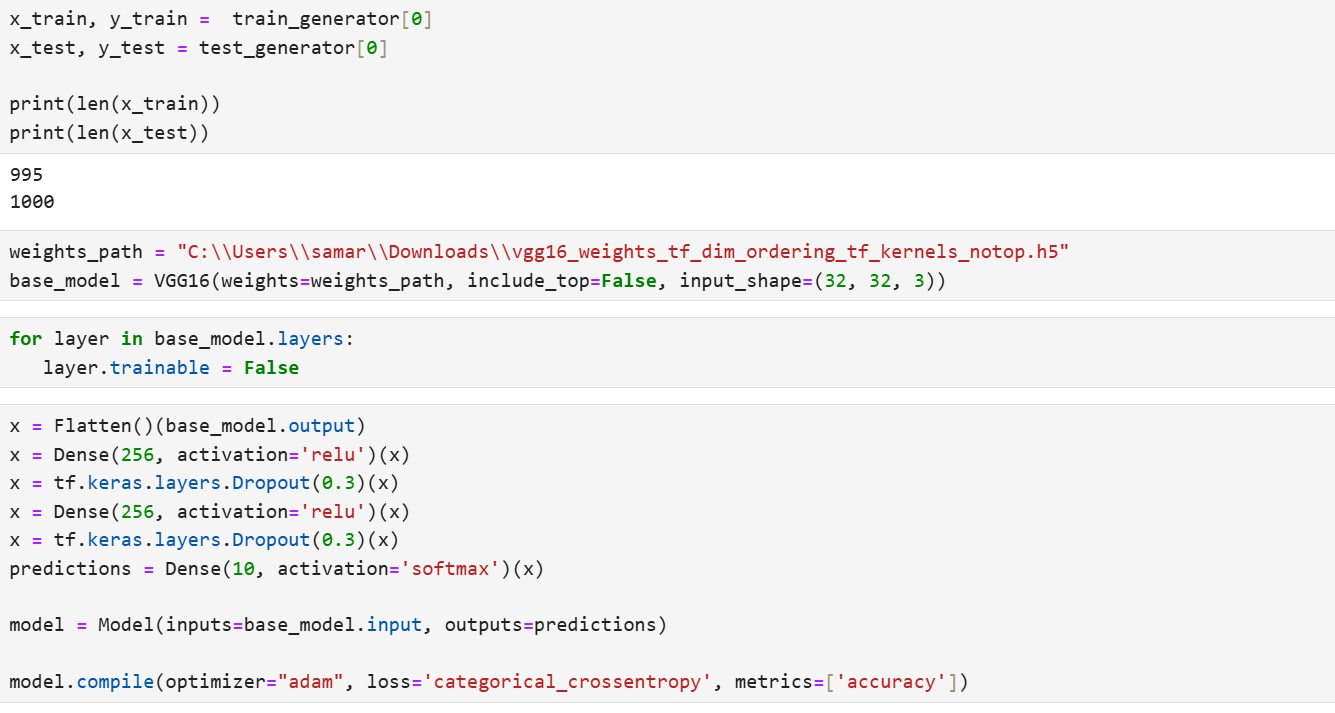 x_train, y_train =  train_generator[0]
x_test, y_test = test_generator[0]
print(len(x_train))
print(len(x_test))
995
1000
weights_path = "C:\\Users\\samar\\Downloads\\vgg16_weights_tf_dim_ordering_tf_kernels_notop.h5"
base_model = VGG16(weights=weights_path, include_top=False, input_shape=(32, 32, 3))
for layer in base_model.layers:
   layer.trainable = False
x = Flatten()(base_model.output)
x = Dense(256, activation='relu')(x)
x = tf.keras.layers.Dropout(0.3)(x)
x = Dense(256, activation='relu')(x)
x = tf.keras.layers.Dropout(0.3)(x)
predictions = Dense(10, activation='softmax')(x)
model = Model(inputs=base_model.input, outputs=predictions)
model.compile(optimizer="adam", loss='categorical_crossentropy', metrics=['accuracy'])